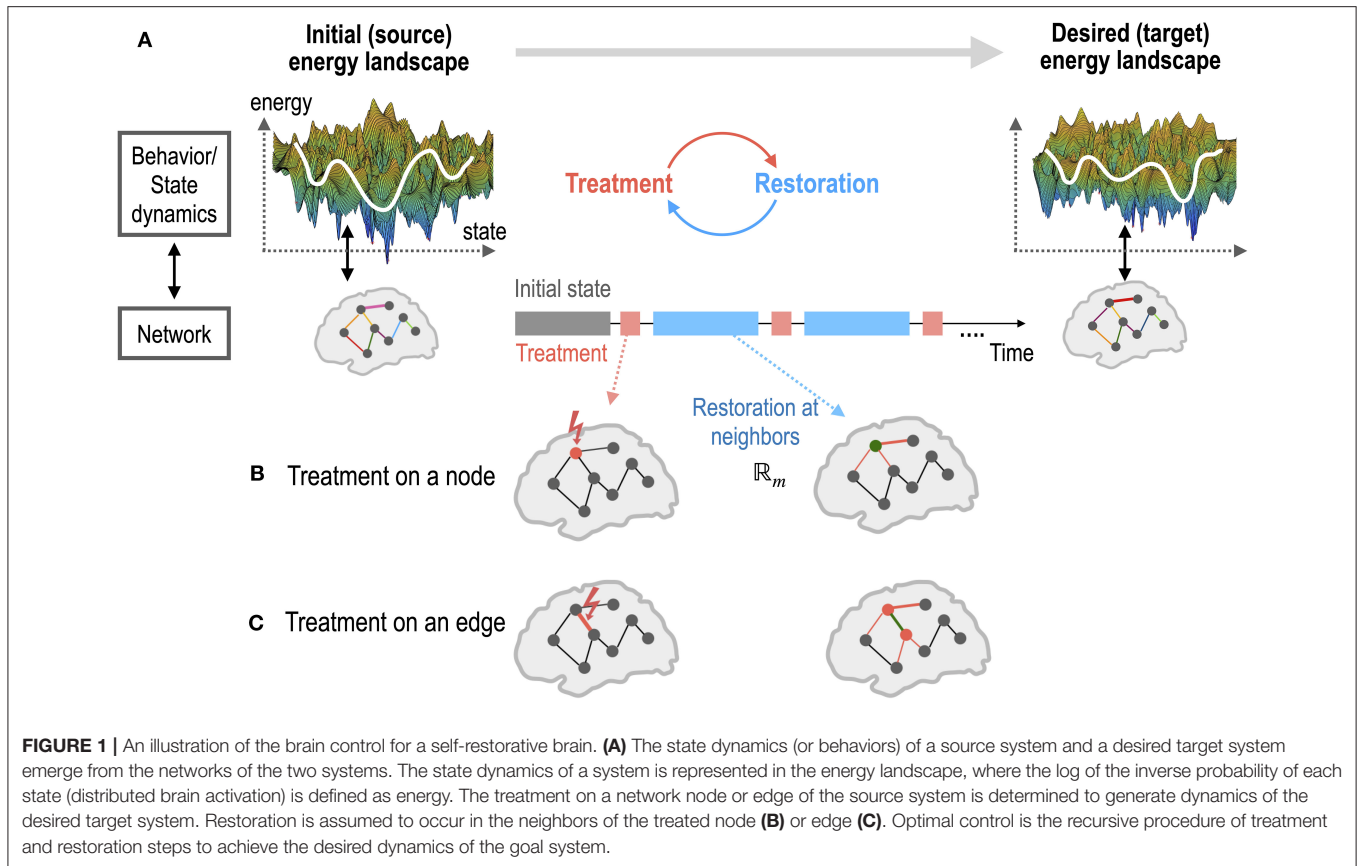 A
Initial (source)
energy landscape
Desired (target)
energy landscape
energy
Behavior/
State
dynamics
state
Treatment
Restoration
Network
Initial state
Treatment
....
Time
Restoration at
neighbors
ℝm
B
Treatment on a node
C
Treatment on an edge
FIGURE 1 | An illustration of the brain control for a self-restorative brain. (A) The state dynamics (or behaviors) of a source system and a desired target system
emerge from the networks of the two systems. The state dynamics of a system is represented in the energy landscape, where the log of the inverse probability of each
state (distributed brain activation) is defined as energy. The treatment on a network node or edge of the source system is determined to generate dynamics of the
desired target system. Restoration is assumed to occur in the neighbors of the treated node (B) or edge (C). Optimal control is the recursive procedure of treatment
and restoration steps to achieve the desired dynamics of the goal system.